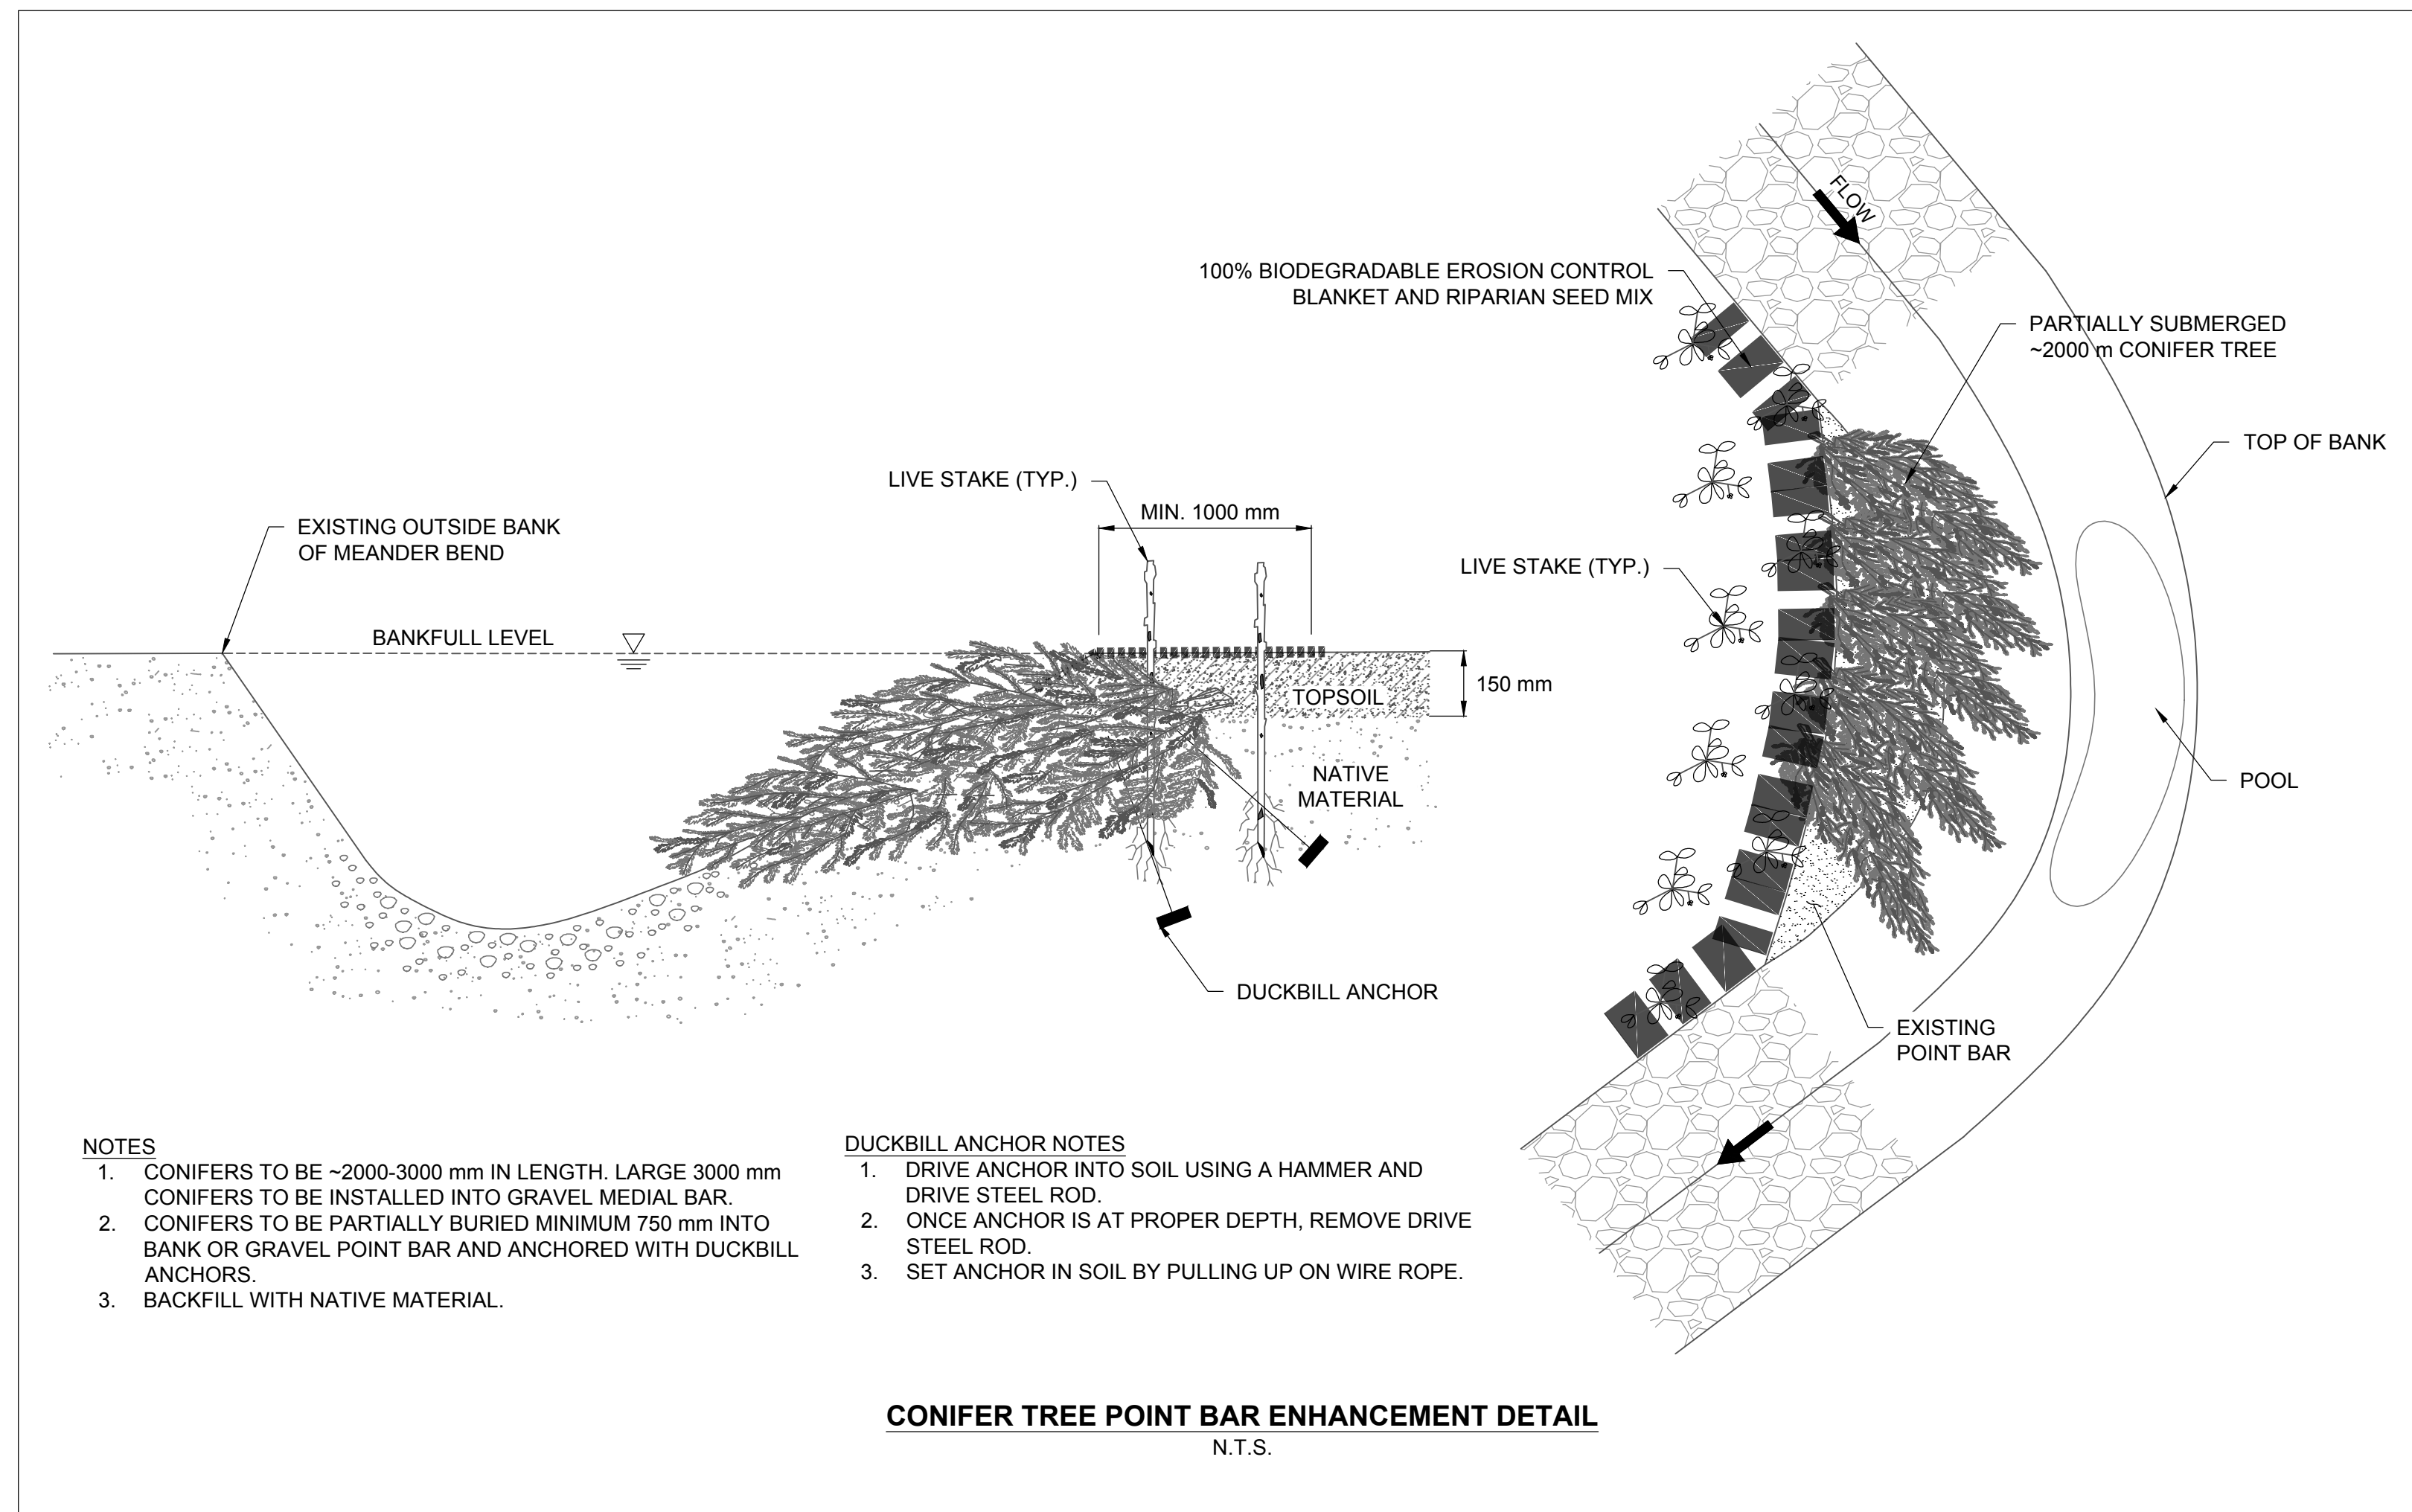 FLOW
100% BIODEGRADABLE EROSION CONTROL
BLANKET AND RIPARIAN SEED MIX
PARTIALLY SUBMERGED
~2000 m CONIFER TREE
TOP OF BANK
LIVE STAKE (TYP.)
MIN. 1000 mm
EXISTING OUTSIDE BANK
OF MEANDER BEND
LIVE STAKE (TYP.)
BANKFULL LEVEL
TOPSOIL
150 mm
NATIVE
MATERIAL
POOL
DUCKBILL ANCHOR
EXISTING
POINT BAR
NOTES
1. CONIFERS TO BE ~2000-3000 mm IN LENGTH. LARGE 3000 mm
CONIFERS TO BE INSTALLED INTO GRAVEL MEDIAL BAR.
2. CONIFERS TO BE PARTIALLY BURIED MINIMUM 750 mm INTO
BANK OR GRAVEL POINT BAR AND ANCHORED WITH DUCKBILL
ANCHORS.
3. BACKFILL WITH NATIVE MATERIAL.
DUCKBILL ANCHOR NOTES
1. DRIVE ANCHOR INTO SOIL USING A HAMMER AND
DRIVE STEEL ROD.
2. ONCE ANCHOR IS AT PROPER DEPTH, REMOVE DRIVE
STEEL ROD.
3. SET ANCHOR IN SOIL BY PULLING UP ON WIRE ROPE.
CONIFER TREE POINT BAR ENHANCEMENT DETAIL
N.T.S.